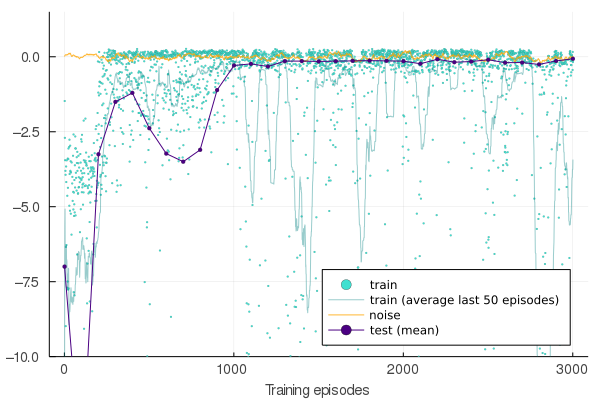 0.0
−2.5
−5.0
−7.5
−10.0
0
1000
2000
3000
Training episodes
train
train (average last 50 episodes)
noise
test (mean)